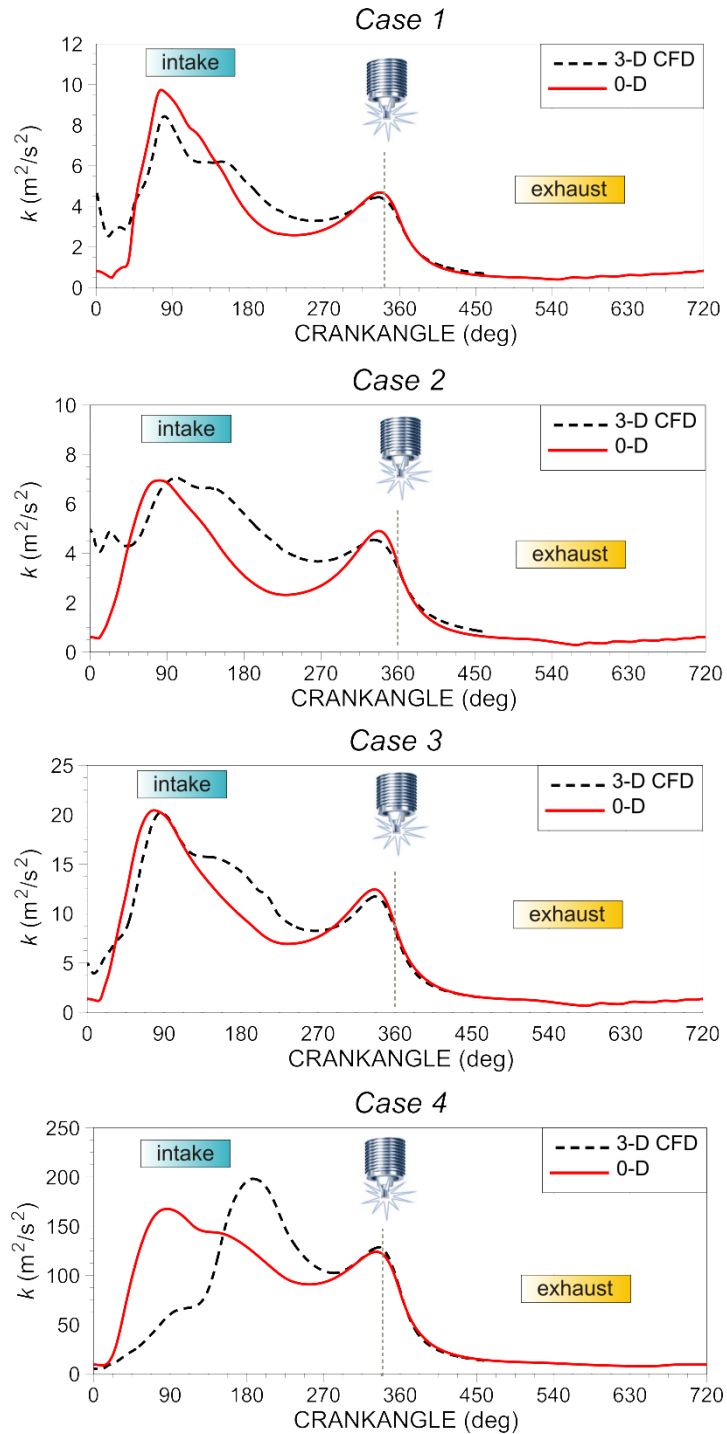 Case 1
12
10
8
6
4
2
0
k (m²/s²)
intake
exhaust
3-D CFD
0-D
0 90 180 270 360 450 540 630 720
CRANKANGLE (deg)
Case 2
10
8
6
4
2
0
k (m²/s²)
intake
exhaust
3-D CFD
0-D
0 90 180 270 360 450 540 630 720
CRANKANGLE (deg)
Case 3
25
20
15
10
5
0
k (m²/s²)
intake
exhaust
3-D CFD
0-D
0 90 180 270 360 450 540 630 720
CRANKANGLE (deg)
Case 4
250
200
150
100
50
0
k (m²/s²)
intake
exhaust
3-D CFD
0-D
0 90 180 270 360 450 540 630 720
CRANKANGLE (deg)